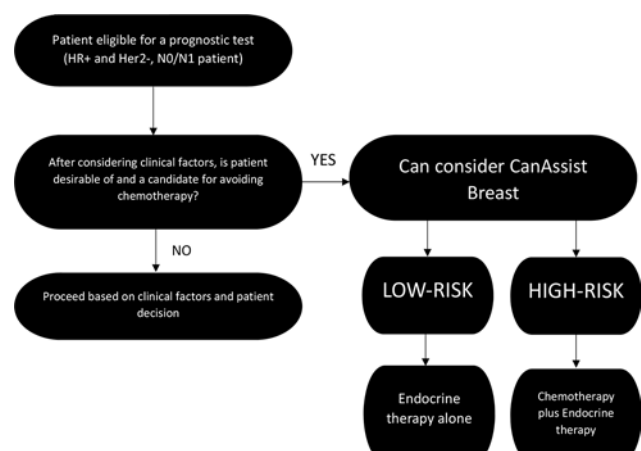 Patient eligible for a prognostic test
(HR+ and Her2-, N0/N1 patient)
After considering clinical factors, is patient
desirable of and a candidate for avoiding
chemotherapy?
YES
Can consider CanAssist
Breast
NO
Proceed based on clinical factors and patient
decision
LOW-RISK
HIGH-RISK
Endocrine
therapy alone
Chemotherapy
plus Endocrine
therapy